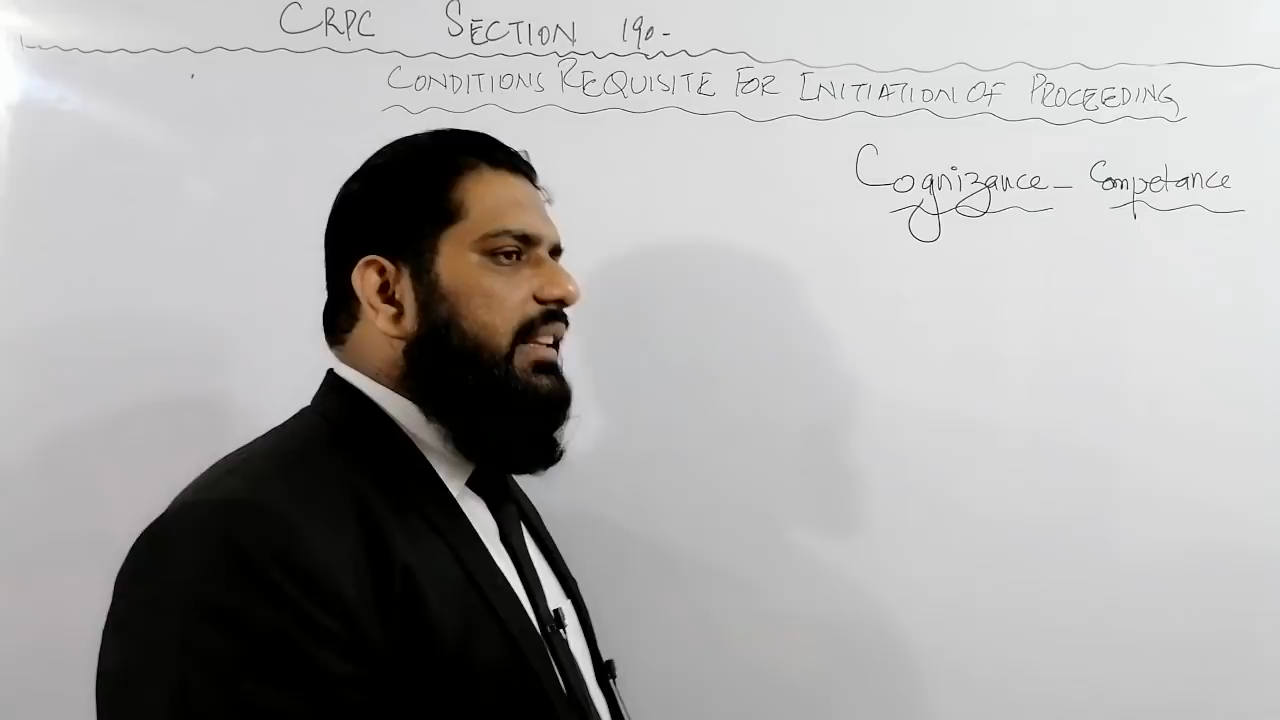 CRPC SECTION 190-
CONDITIONS REQUISITE FOR INITIATION OF PROCEEDING
Cognizance - Competance